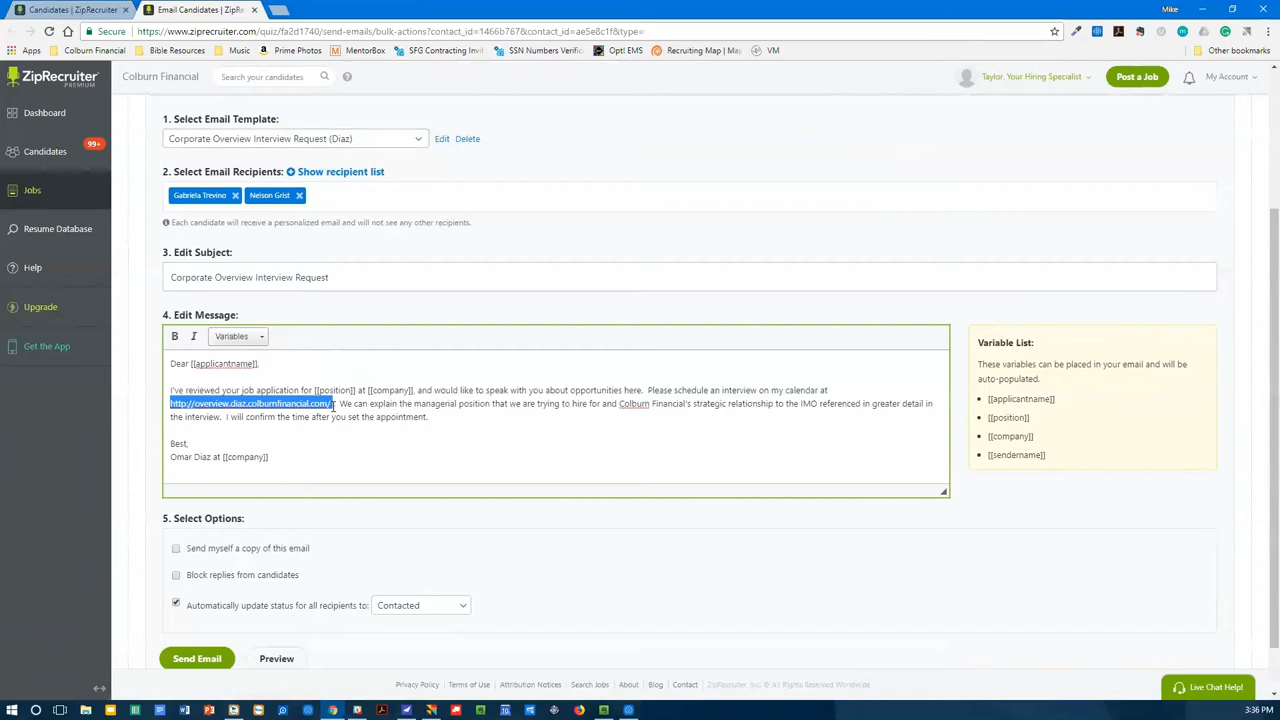 Candidates | ZipRecruiter
Email Candidates | ZipRecruiter
Mike
Secure
https://www.ziprecruiter.com/quiz/fa2d1740/send-emails/bulk-actions?contact_id=1466b767&contact_id=ae5e8c1f&type=
Apps
Colburn Financial
Bible Resources
Music
Prime Photos
MentorBox
SFG Contracting Invit
SSN Numbers Verific
OptI EMS
Recruiting Map | Map
VM
Other bookmarks
ZipRecruiter
PREMIUM
Colburn Financial
Search your candidates
Taylor, Your Hiring Specialist
Post a Job
My Account
Dashboard
Candidates
99+
Jobs
Resume Database
Help
Upgrade
Get the App
1. Select Email Template:
Corporate Overview Interview Request (Diaz)
Edit Delete
2. Select Email Recipients: Show recipient list
Gabriela Trevino
Nelson Grist
Each candidate will receive a personalized email and will not see any other recipients.
3. Edit Subject:
Corporate Overview Interview Request
4. Edit Message:
B I Variables
Dear [[applicantname]],
I've reviewed your job application for [[position]] at [[company]], and would like to speak with you about opportunities here. Please schedule an interview on my calendar at
http://overview.diaz.colburnfinancial.com/ We can explain the managerial position that we are trying to hire for and Colburn Financial's strategic relationship to the IMO referenced in greater detail in
the interview. I will confirm the time after you set the appointment.
Best,
Omar Diaz at [[company]]
Variable List:
These variables can be placed in your email and will be
auto-populated.
[[applicantname]]
[[position]]
[[company]]
[[sendername]]
5. Select Options:
Send myself a copy of this email
Block replies from candidates
Automatically update status for all recipients to: Contacted
Send Email
Preview
Privacy Policy
Terms of Use
Attribution Notices
Search Jobs
About
Blog
Contact
ZipRecruiter, Inc. © All Rights Reserved Worldwide
Live Chat Help!
3:36 PM